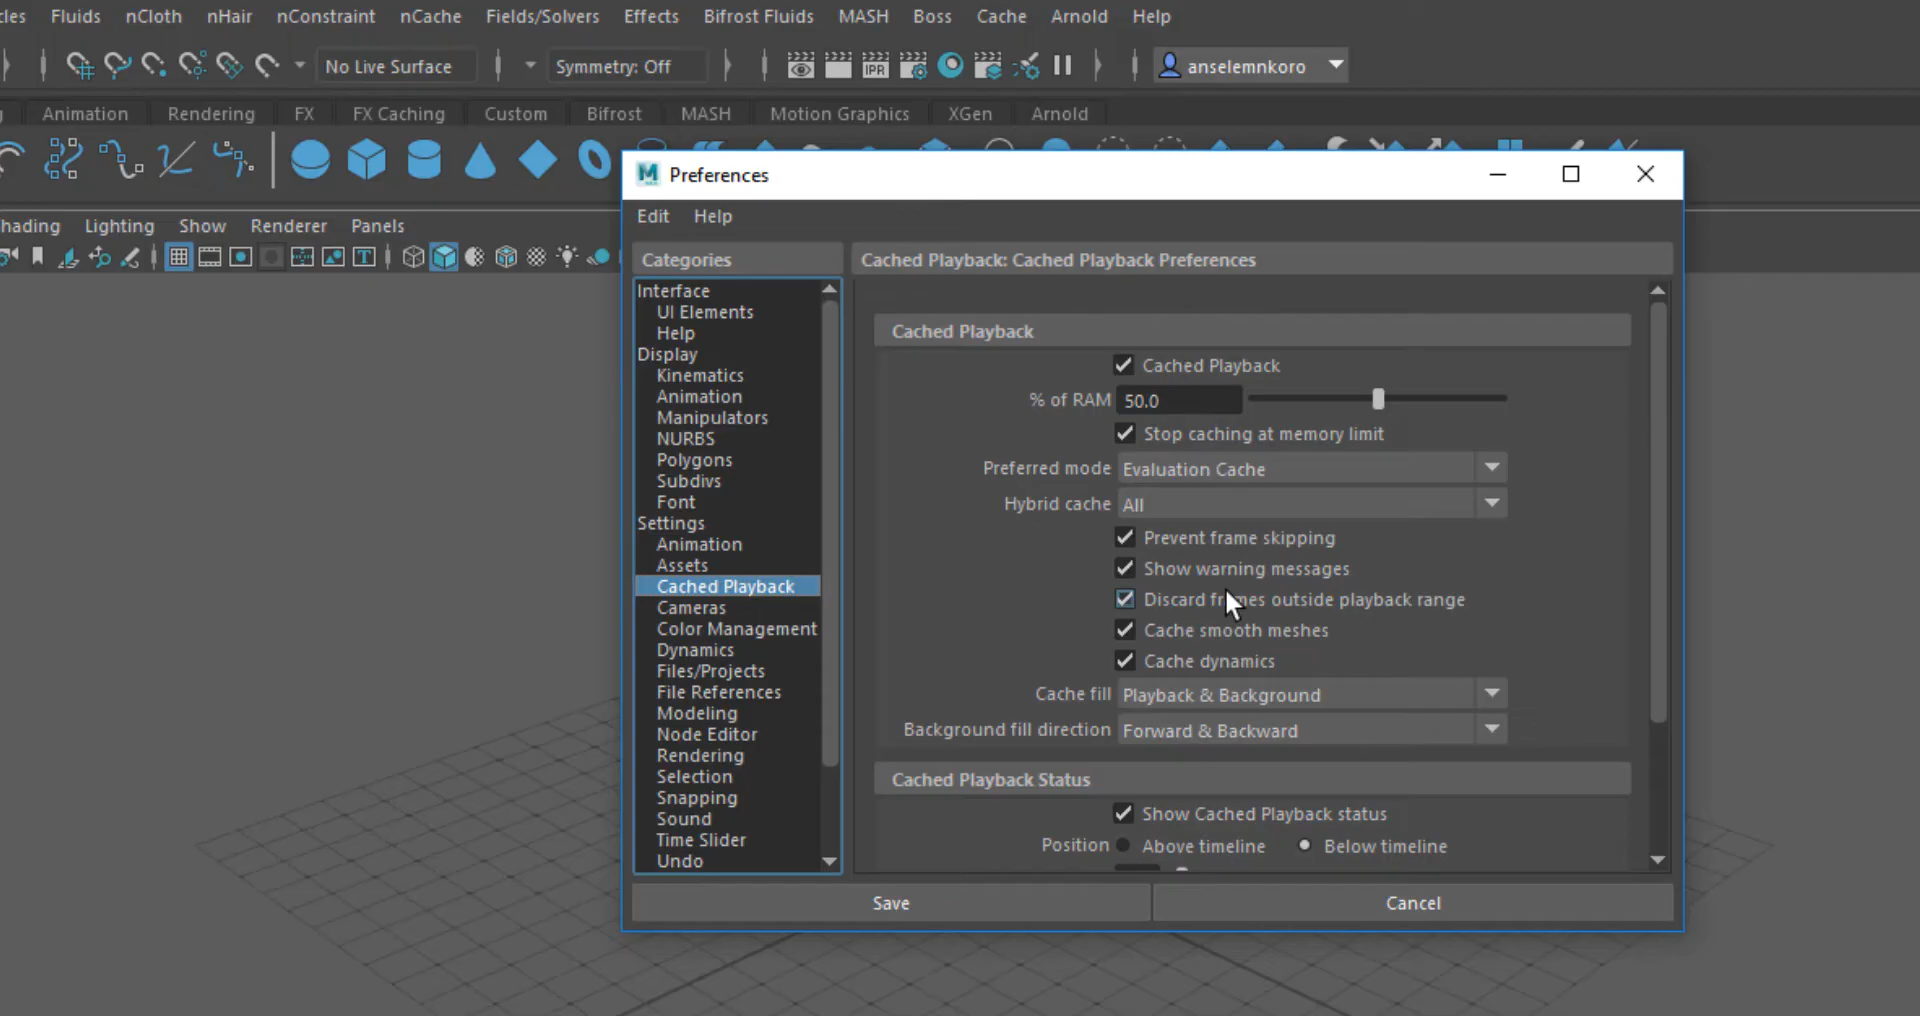 cles Fluids nCloth nHair nConstraint nCache Fields/Solvers Effects Bifrost Fluids MASH Boss Cache Arnold Help
No Live Surface Symmetry: Off IPR anselemnkoro
Animation Rendering FX FX Caching Custom Bifrost MASH Motion Graphics XGen Arnold
M Preferences
hading Lighting Show Renderer Panels
Edit Help
Categories
Interface
UI Elements
Help
Display
Kinematics
Animation
Manipulators
NURBS
Polygons
Subdivs
Font
Settings
Animation
Assets
Cached Playback
Cameras
Color Management
Dynamics
Files/Projects
File References
Modeling
Node Editor
Rendering
Selection
Snapping
Sound
Time Slider
Undo
Cached Playback: Cached Playback Preferences
Cached Playback
Cached Playback
% of RAM 50.0
Stop caching at memory limit
Preferred mode Evaluation Cache
Hybrid cache All
Prevent frame skipping
Show warning messages
Discard frames outside playback range
Cache smooth meshes
Cache dynamics
Cache fill Playback & Background
Background fill direction Forward & Backward
Cached Playback Status
Show Cached Playback status
Position Above timeline Below timeline
Save Cancel